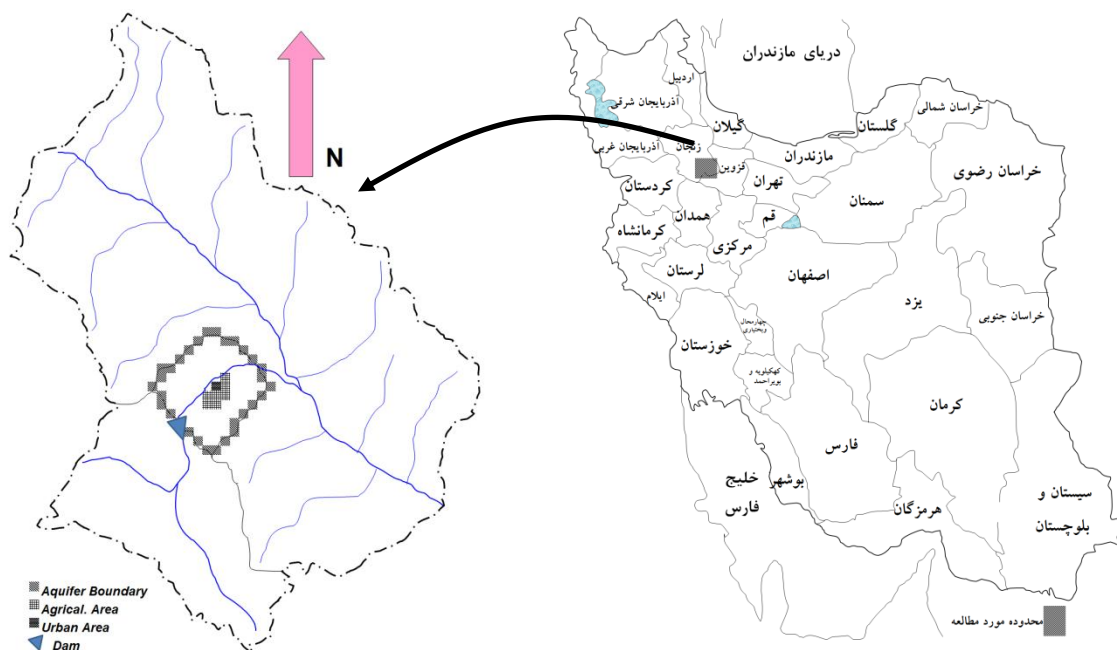 N
Aquifer Boundary
Agrical. Area
Urban Area
Dam
دریای مازندران
اردبیل
آذربایجان شرقی
گیلان
گلستان
خراسان شمالی
آذربایجان غربی
زنجان
قزوین
مازندران
تهران
خراسان رضوی
کردستان
سمنان
همدان
قم
کرمانشاه
مرکزی
لرستان
اصفهان
ایلام
یزد
خراسان جنوبی
چهارمحال
وبختیاری
خوزستان
کهکیلویه و
بویراحمد
کرمان
فارس
خلیج
فارس
بوشهر
هرمزگان
سیستان و
بلوچستان
محدوده مورد مطالعه